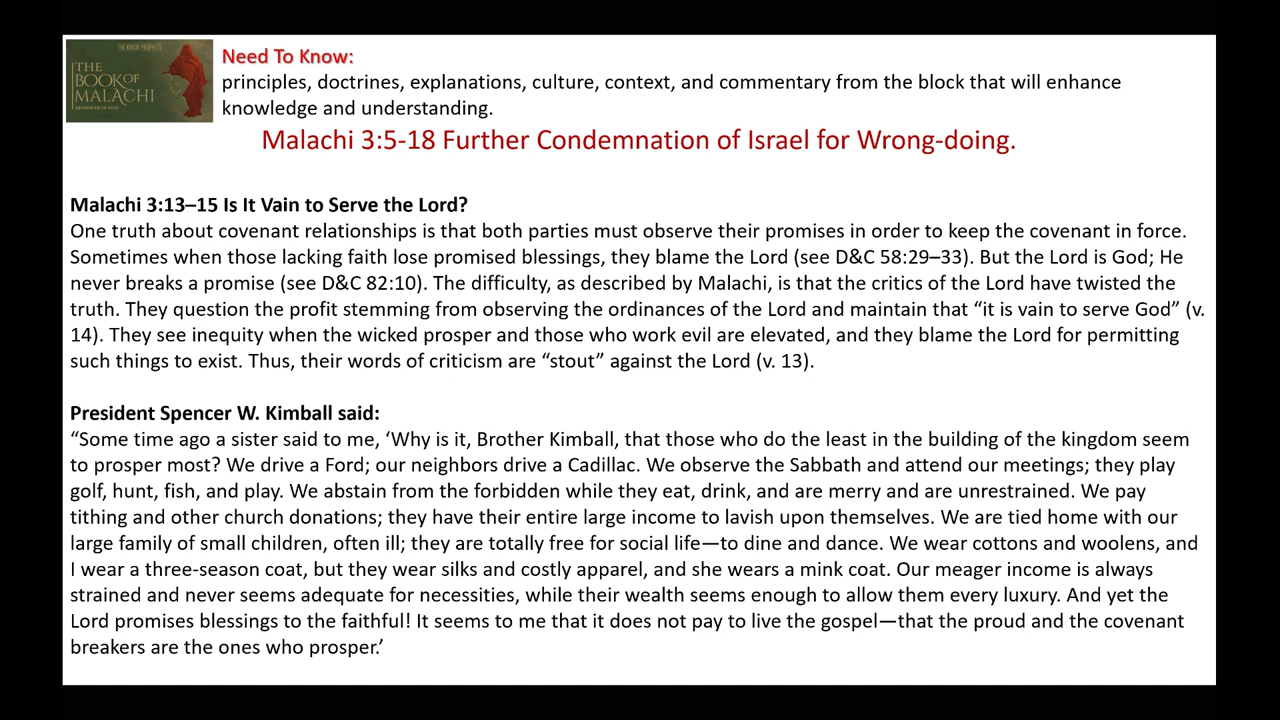 THE MINOR PROPHETS
THE
BOOK OF
MALACHI
Need To Know:
principles, doctrines, explanations, culture, context, and commentary from the block that will enhance
knowledge and understanding.
Malachi 3:5-18 Further Condemnation of Israel for Wrong-doing.
Malachi 3:13–15 Is It Vain to Serve the Lord?
One truth about covenant relationships is that both parties must observe their promises in order to keep the covenant in force.
Sometimes when those lacking faith lose promised blessings, they blame the Lord (see D&C 58:29–33). But the Lord is God; He
never breaks a promise (see D&C 82:10). The difficulty, as described by Malachi, is that the critics of the Lord have twisted the
truth. They question the profit stemming from observing the ordinances of the Lord and maintain that “it is vain to serve God” (v.
14). They see inequity when the wicked prosper and those who work evil are elevated, and they blame the Lord for permitting
such things to exist. Thus, their words of criticism are “stout” against the Lord (v. 13).
President Spencer W. Kimball said:
“Some time ago a sister said to me, ‘Why is it, Brother Kimball, that those who do the least in the building of the kingdom seem
to prosper most? We drive a Ford; our neighbors drive a Cadillac. We observe the Sabbath and attend our meetings; they play
golf, hunt, fish, and play. We abstain from the forbidden while they eat, drink, and are merry and are unrestrained. We pay
tithing and other church donations; they have their entire large income to lavish upon themselves. We are tied home with our
large family of small children, often ill; they are totally free for social life—to dine and dance. We wear cottons and woolens, and
I wear a three-season coat, but they wear silks and costly apparel, and she wears a mink coat. Our meager income is always
strained and never seems adequate for necessities, while their wealth seems enough to allow them every luxury. And yet the
Lord promises blessings to the faithful! It seems to me that it does not pay to live the gospel—that the proud and the covenant
breakers are the ones who prosper.’